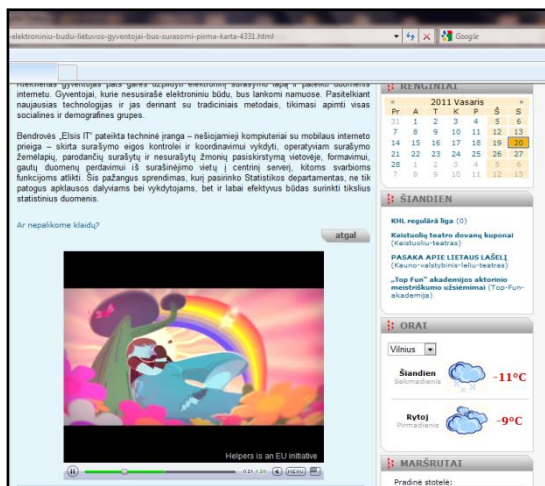 -elektroniniu-budu-lietuvos-gyventojai-bus-surasomi-pirma-karta-4331.html
Google
internetu. Gyventojai, kurie nesurašysė elektroniniu būdu, bus lankomi namuose. Pasitelkiant
naujausias technologijas ir jas derinant su tradiciniais metodais, tikimasi apimti visas
socialines ir demografines grupes.
Bendrovės „Elsis IT“ pateikta techninė įranga – nešiojamieji kompiuteriai su mobilaus interneto
prieiga – skirta surašymo eigos kontrolei ir koordinavimui vykdyti, operatyviam surašymo
žemėlapių, parodančių surašytų ir nesurašytų žmonių pasiskirstymą vietovėje, formavimui,
gautų duomenų perdavimui iš surašinėjimo vietų į centrinį serverį, kitoms svarbioms
funkcijoms atlikti. Šis pažangus sprendimas, kurį pasirinko Statistikos departamentas, ne tik
patogus apklausos dalyviams bei vykdytojams, bet ir labai efektyvus būdas surinkti tikslius
statistinius duomenis.
Ar nepalikome klaidų?
atgal
Helpers is an EU initiative
MENU
RENGINIAI
« 2011 Vasaris »
Pr A T K P Š S
31 1 2 3 4 5 6
7 8 9 10 11 12 13
14 15 16 17 18 19 20
21 22 23 24 25 26 27
28 1 2 3 4 5 6
7 8 9 10 11 12 13
ŠIANDIEN
KHL regulārā līga (0)
Keistuolių teatro dovanų kuponai
(Keistuoliu-teatras)
PASAKA APIE LIETAUS LAŠELĮ
(Kauno-valstybinis-leliu-teatras)
„Top Fun“ akademijos aktorinio
meistriškumo užsiėmimai (Top-Fun-
akademija)
ORAI
Vilnius
Šiandien
Sekmadienis
-11°C
Rytoj
Pirmadienis
-9°C
MARŠRUTAI
Pradinė stotelė: